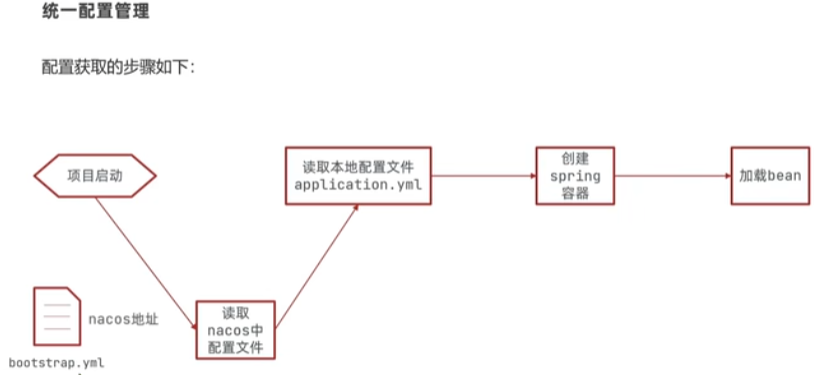 统一配置管理
配置获取的步骤如下：
项目启动
读取本地配置文件
application.yml
创建
spring
容器
加载bean
nacos地址
读取
nacos中
配置文件
bootstrap.yml